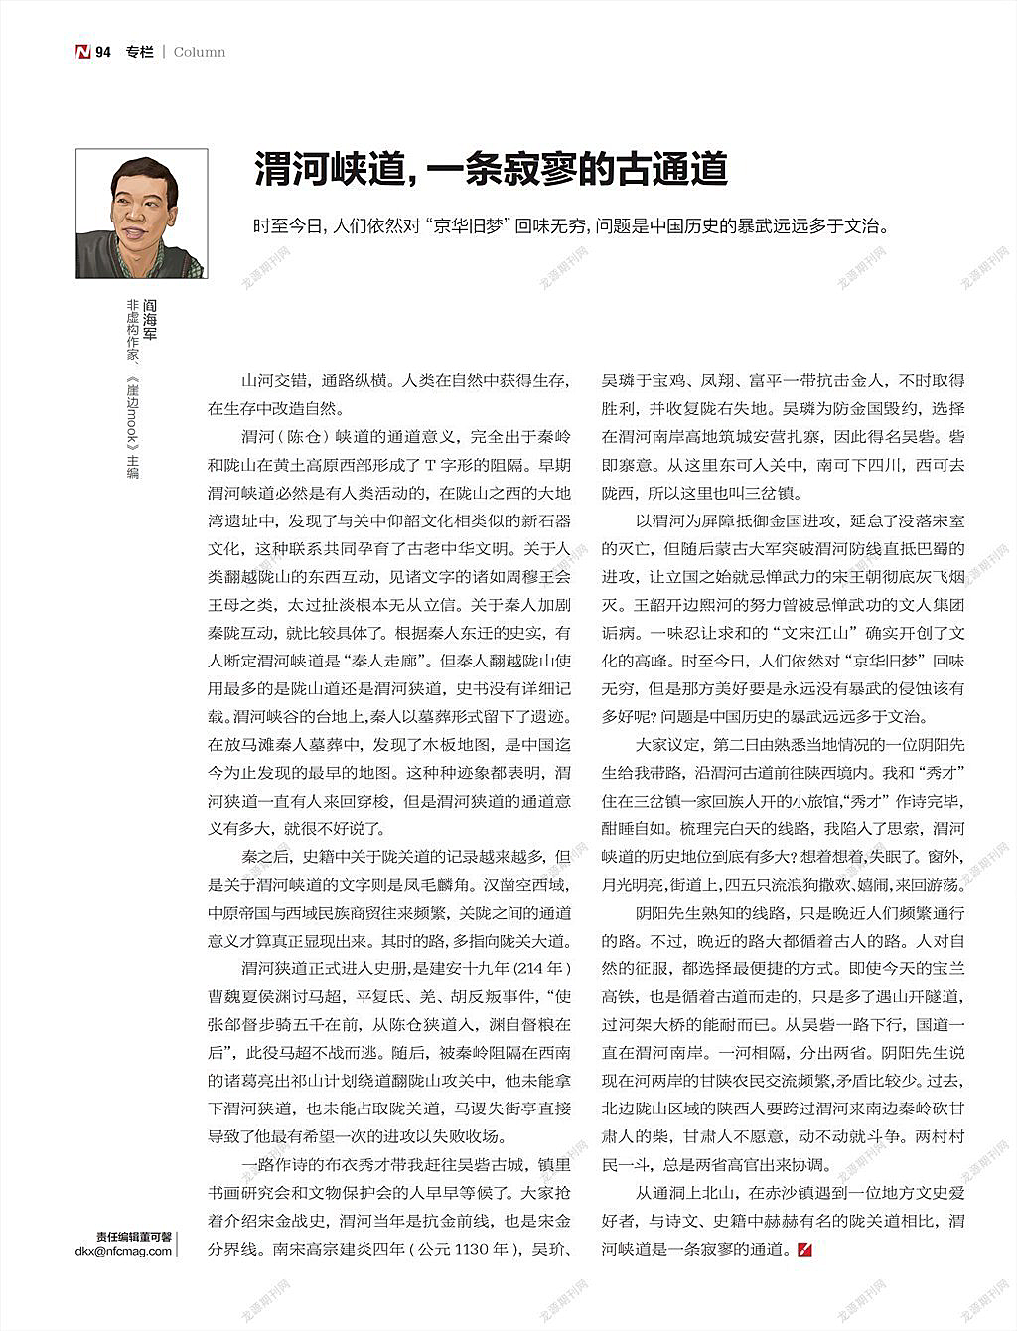 94 专栏 | Column
渭河峡道，一条寂寥的古通道
时至今日，人们依然对“京华旧梦”回味无穷，问题是中国历史的暴武远远多于文治。
阎海军
非虚构作家、《崖边mook》主编
山河交错，通路纵横。人类在自然中获得生存，
在生存中改造自然。
渭河（陈仓）峡道的通道意义，完全出于秦岭
和陇山在黄土高原西部形成了 T 字形的阻隔。早期
渭河峡道必然是有人类活动的，在陇山之西的大地
湾遗址中，发现了与关中仰韶文化相类似的新石器
文化，这种联系共同孕育了古老中华文明。关于人
类翻越陇山的东西互动，见诸文字的诸如周穆王会
王母之类，太过扯淡根本无从立信。关于秦人加剧
秦陇互动，就比较具体了。根据秦人东迁的史实，有
人断定渭河峡道是“秦人走廊”。但秦人翻越陇山使
用最多的是陇山道还是渭河狭道，史书没有详细记
载。渭河峡谷的台地上，秦人以墓葬形式留下了遗迹。
在放马滩秦人墓葬中，发现了木板地图，是中国迄
今为止发现的最早的地图。这种种迹象都表明，渭
河狭道一直有人来回穿梭，但是渭河狭道的通道意
义有多大，就很不好说了。
秦之后，史籍中关于陇关道的记录越来越多，但
是关于渭河峡道的文字则是凤毛麟角。汉凿空西域，
中原帝国与西域民族商贸往来频繁，关陇之间的通道
意义才算真正显现出来。其时的路，多指向陇关大道。
渭河狭道正式进入史册，是建安十九年（214 年）
曹魏夏侯渊讨马超，平复氐、羌、胡反叛事件，“使
张郃督步骑五千在前，从陈仓狭道入，渊自督粮在
后”，此役马超不战而逃。随后，被秦岭阻隔在西南
的诸葛亮出祁山计划绕道翻陇山攻关中，他未能拿
下渭河狭道，也未能占取陇关道，马谡失街亭直接
导致了他最有希望一次的进攻以失败收场。
一路作诗的布衣秀才带我赶往吴砦古城，镇里
书画研究会和文物保护会的人早早等候了。大家抢
着介绍宋金战史，渭河当年是抗金前线，也是宋金
分界线。南宋高宗建炎四年（公元 1130 年），吴玠、
吴璘于宝鸡、凤翔、富平一带抗击金人，不时取得
胜利，并收复陇右失地。吴璘为防金国毁约，选择
在渭河南岸高地筑城安营扎寨，因此得名吴砦。砦
即寨意。从这里东可入关中，南可下四川，西可去
陇西，所以这里也叫三岔镇。
以渭河为屏障抵御金国进攻，延怠了没落宋室
的灭亡，但随后蒙古大军突破渭河防线直抵巴蜀的
进攻，让立国之始就忌惮武力的宋王朝彻底灰飞烟
灭。王韶开边熙河的努力曾被忌惮武功的文人集团
诟病。一味忍让求和的“文宋江山”确实开创了文
化的高峰。时至今日，人们依然对“京华旧梦”回味
无穷，但是那方美好要是永远没有暴武的侵蚀该有
多好呢？问题是中国历史的暴武远远多于文治。
大家议定，第二日由熟悉当地情况的一位阴阳先
生给我带路，沿渭河古道前往陕西境内。我和“秀才”
住在三岔镇一家回族人开的小旅馆，“秀才”作诗完毕，
酣睡自如。梳理完白天的线路，我陷入了思索，渭河
峡道的历史地位到底有多大？想着想着，失眠了。窗外，
月光明亮，街道上，四五只流浪狗撒欢、嬉闹，来回游荡。
阴阳先生熟知的线路，只是晚近人们频繁通行
的路。不过，晚近的路大都循着古人的路。人对自
然的征服，都选择最便捷的方式。即使今天的宝兰
高铁，也是循着古道而走的，只是多了遇山开隧道，
过河架大桥的能耐而已。从吴砦一路下行，国道一
直在渭河南岸。一河相隔，分出两省。阴阳先生说
现在河两岸的甘陕农民交流频繁，矛盾比较少。过去，
北边陇山区域的陕西人要跨过渭河来南边秦岭砍甘
肃人的柴，甘肃人不愿意，动不动就斗争。两村村
民一斗，总是两省高官出来协调。
从通洞上北山，在赤沙镇遇到一位地方文史爱
好者，与诗文、史籍中赫赫有名的陇关道相比，渭
河峡道是一条寂寥的通道。
责任编辑董可馨
dkx@nfcmag.com
龙源期刊网